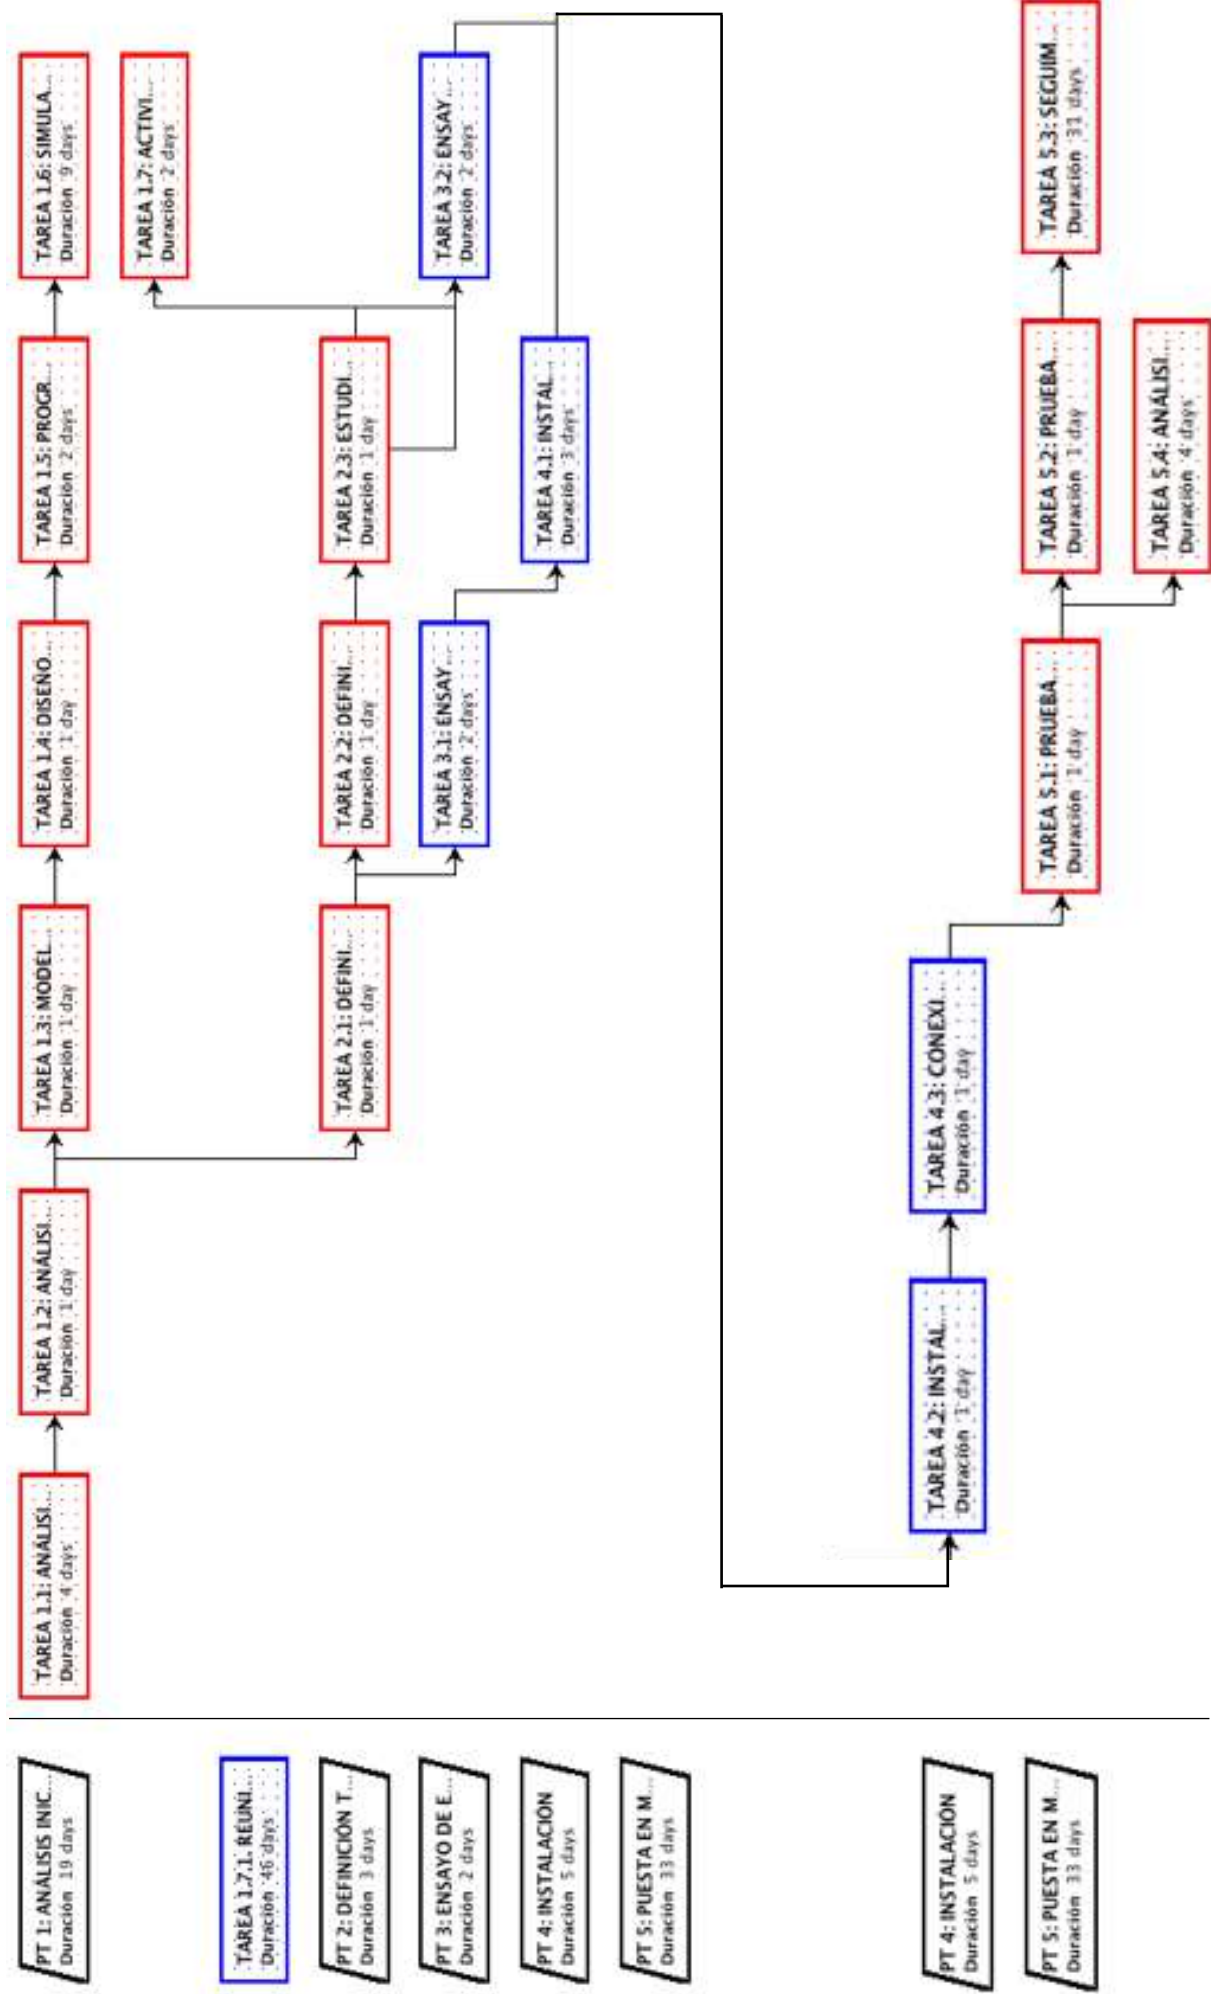 PT 1: ANÁLISIS INIC...
Duración 19 days
TAREA 1.1: ANÁLISI...
Duración 4 days
TAREA 1.2: ANÁLISI...
Duración 1 day
TAREA 1.3: MODEL...
Duración 1 day
TAREA 1.4: DISEÑO...
Duración 1 day
TAREA 1.5: PROGR...
Duración 2 days
TAREA 1.6: SIMULA...
Duración 9 days
TAREA 1.7: ACTIVI...
Duración 2 days
TAREA 1.7.1. REUNI...
Duración 46 days
PT 2: DEFINICIÓN T...
Duración 3 days
TAREA 2.1: DEFINI...
Duración 1 day
TAREA 2.2: DEFINI...
Duración 1 day
TAREA 2.3: ESTUDI...
Duración 1 day
PT 3: ENSAYO DE E...
Duración 2 days
TAREA 3.1: ENSAY...
Duración 2 days
TAREA 3.2: ENSAY...
Duración 2 days
PT 4: INSTALACIÓN
Duración 5 days
TAREA 4.1: INSTAL...
Duración 3 days
PT 5: PUESTA EN M...
Duración 33 days
PT 4: INSTALACIÓN
Duración 5 days
TAREA 4.2: INSTAL...
Duración 1 day
TAREA 4.3: CONEXI...
Duración 1 day
PT 5: PUESTA EN M...
Duración 33 days
TAREA 5.1: PRUEBA...
Duración 1 day
TAREA 5.2: PRUEBA...
Duración 1 day
TAREA 5.3: SEGUIM...
Duración 31 days
TAREA 5.4: ANÁLISI...
Duración 4 days